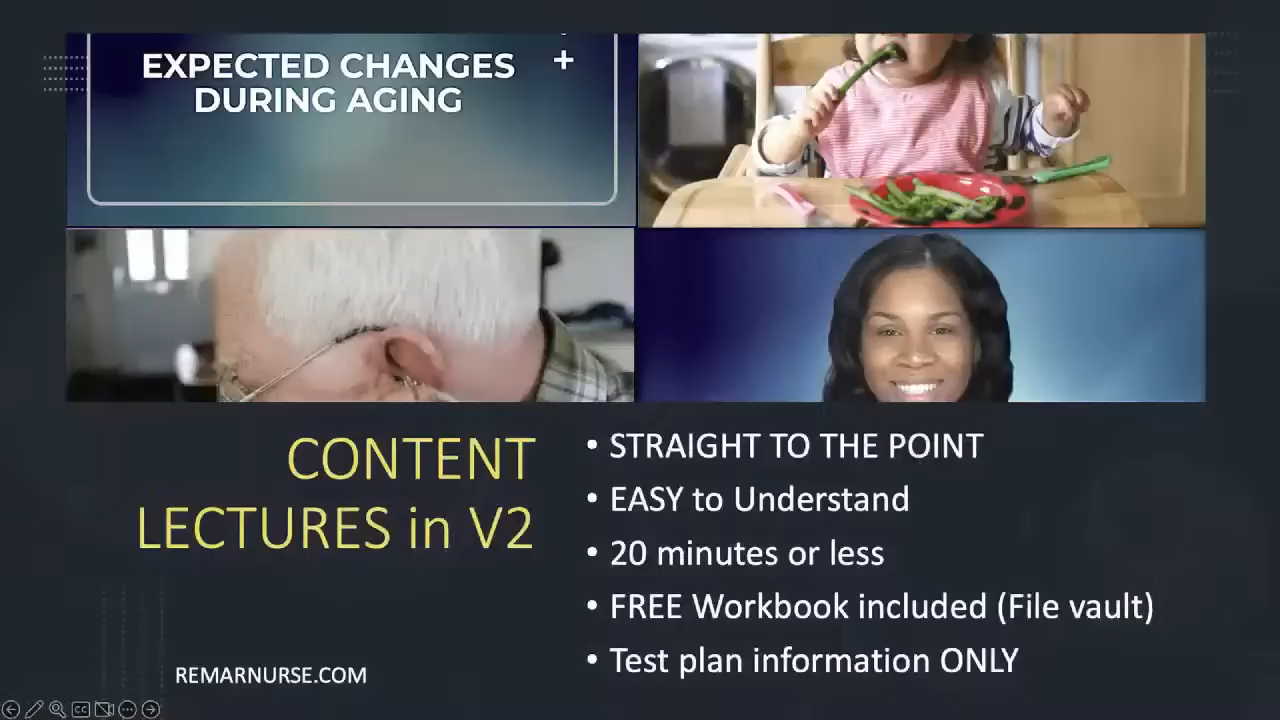 EXPECTED CHANGES
DURING AGING
+
CONTENT
LECTURES in V2
• STRAIGHT TO THE POINT
• EASY to Understand
• 20 minutes or less
• FREE Workbook included (File vault)
• Test plan information ONLY
REMARNURSE.COM
CC